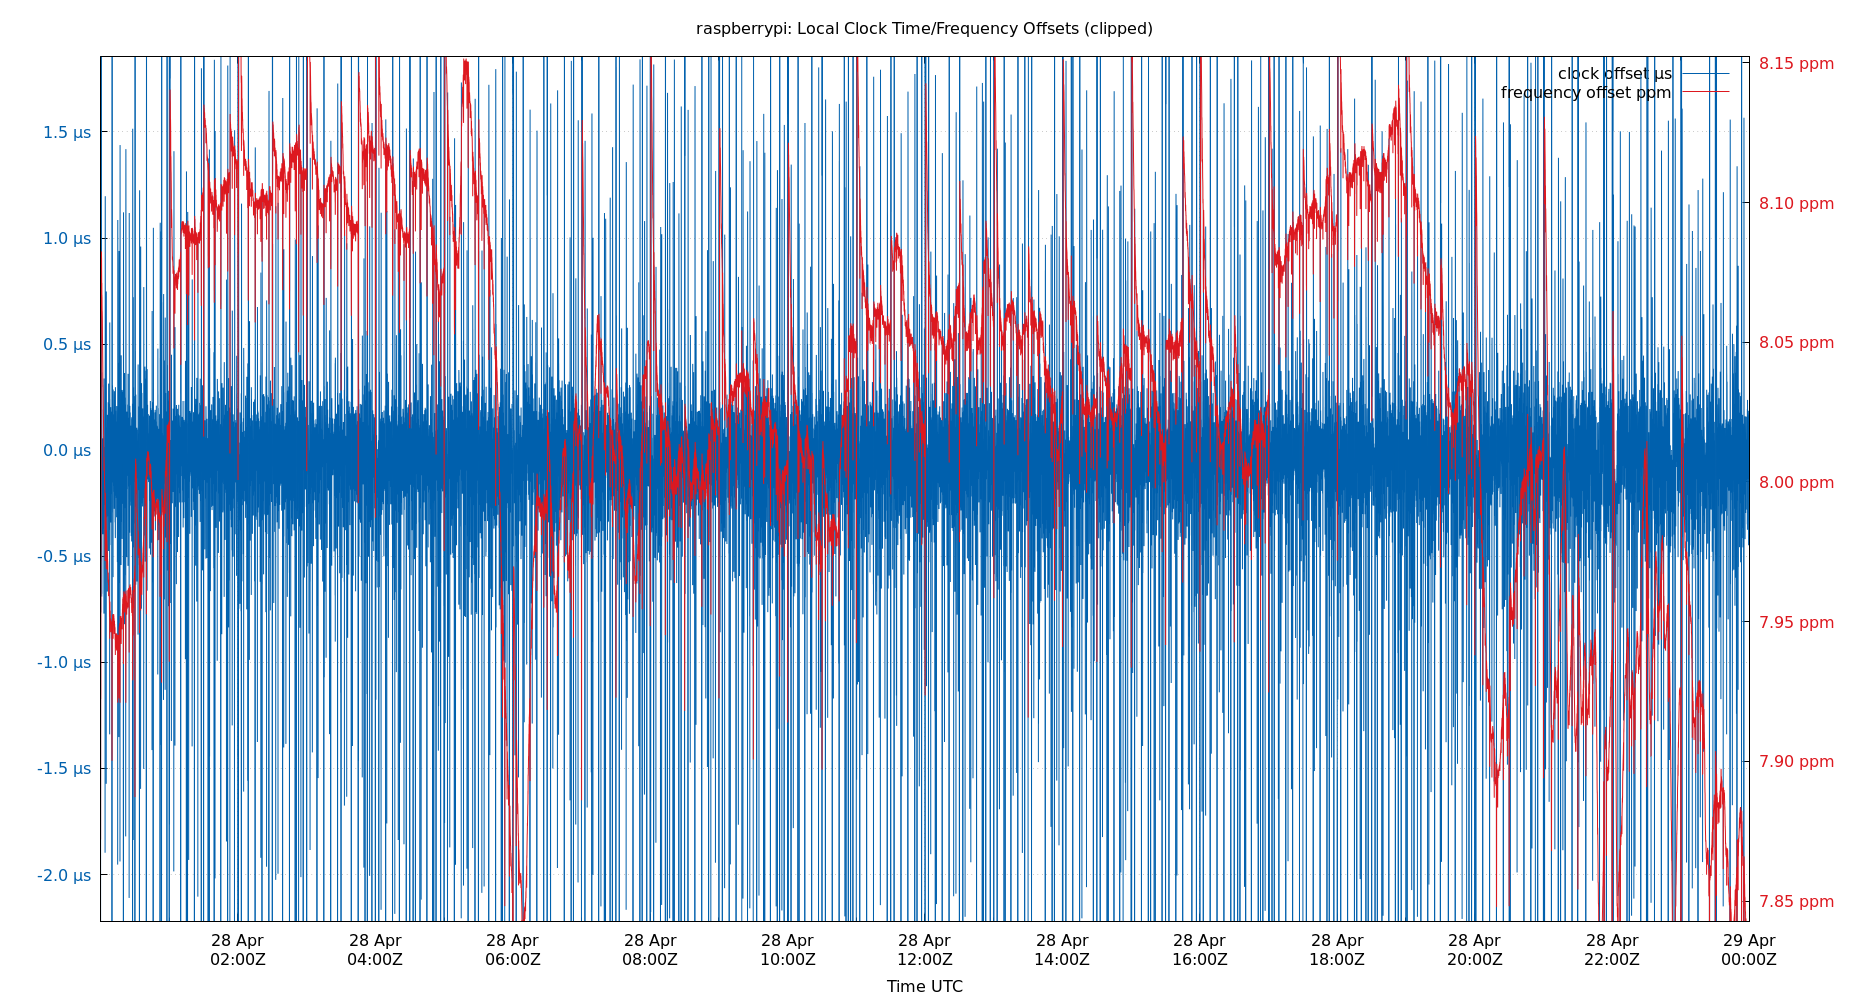 raspberrypi: Local Clock Time/Frequency Offsets (clipped)
clock offset µs
frequency offset ppm
1.5 µs
1.0 µs
0.5 µs
0.0 µs
-0.5 µs
-1.0 µs
-1.5 µs
-2.0 µs
8.15 ppm
8.10 ppm
8.05 ppm
8.00 ppm
7.95 ppm
7.90 ppm
7.85 ppm
28 Apr 28 Apr 28 Apr 28 Apr 28 Apr 28 Apr 28 Apr 28 Apr 28 Apr 28 Apr 28 Apr 29 Apr
02:00Z 04:00Z 06:00Z 08:00Z 10:00Z 12:00Z 14:00Z 16:00Z 18:00Z 20:00Z 22:00Z 00:00Z
Time UTC